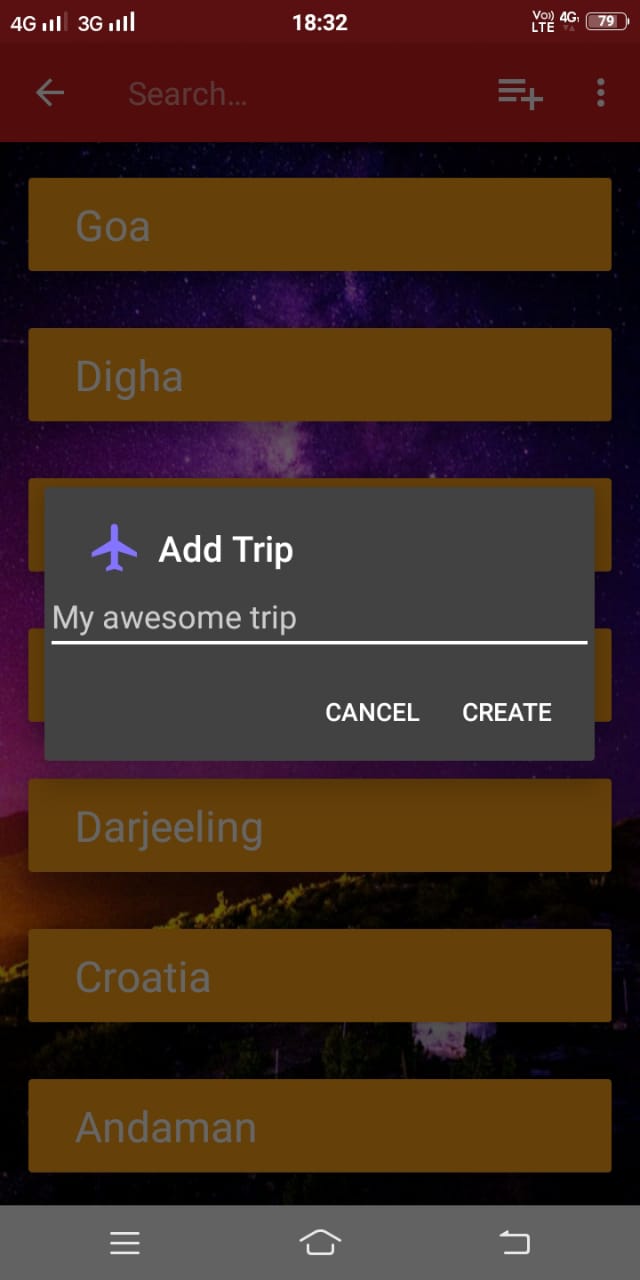 4G 3G 18:32 Vo) 4G 79
LTE
Search...
Goa
Digha
Add Trip
My awesome trip
CANCEL CREATE
Darjeeling
Croatia
Andaman